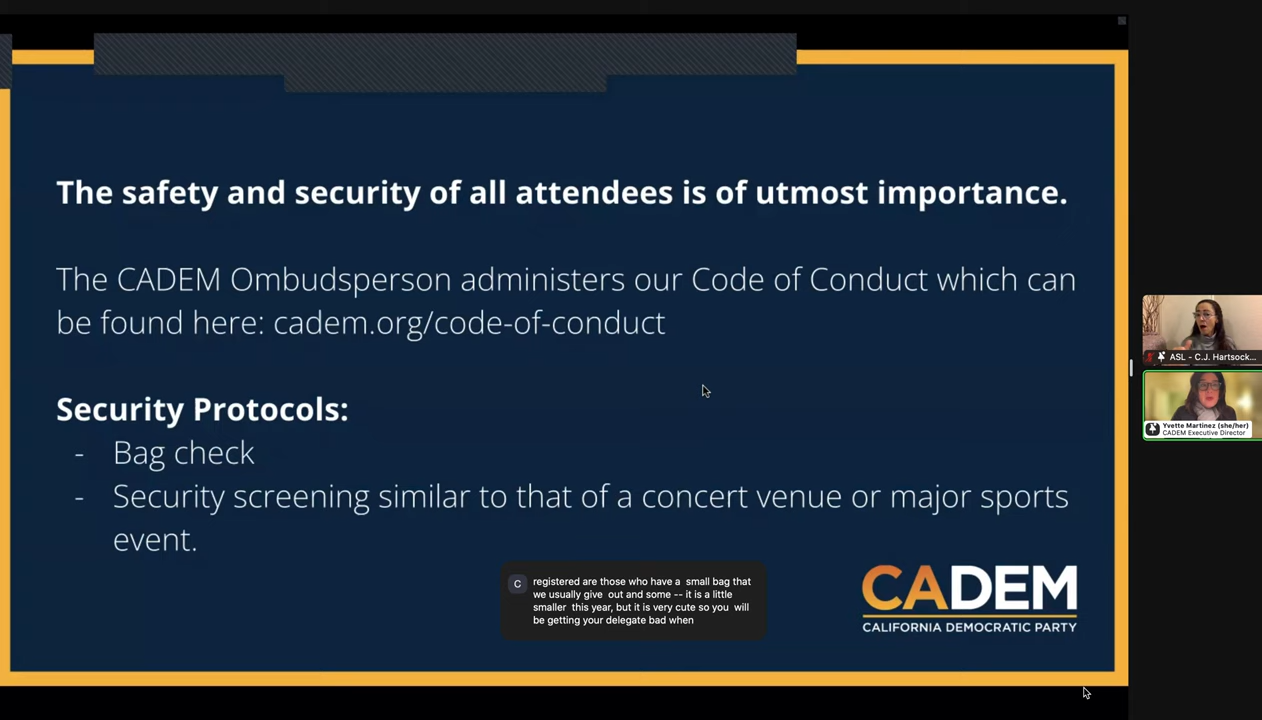 The safety and security of all attendees is of utmost importance.
The CADEM Ombudsperson administers our Code of Conduct which can
be found here: cadem.org/code-of-conduct
Security Protocols:
- Bag check
- Security screening similar to that of a concert venue or major sports
event.
CADEM
CALIFORNIA DEMOCRATIC PARTY
C
registered are those who have a small bag that
we usually give out and some -- it is a little
smaller this year, but it is very cute so you will
be getting your delegate bad when
ASL - C.J. Hartsock...
Yvette Martinez (she/her)
CADEM Executive Director